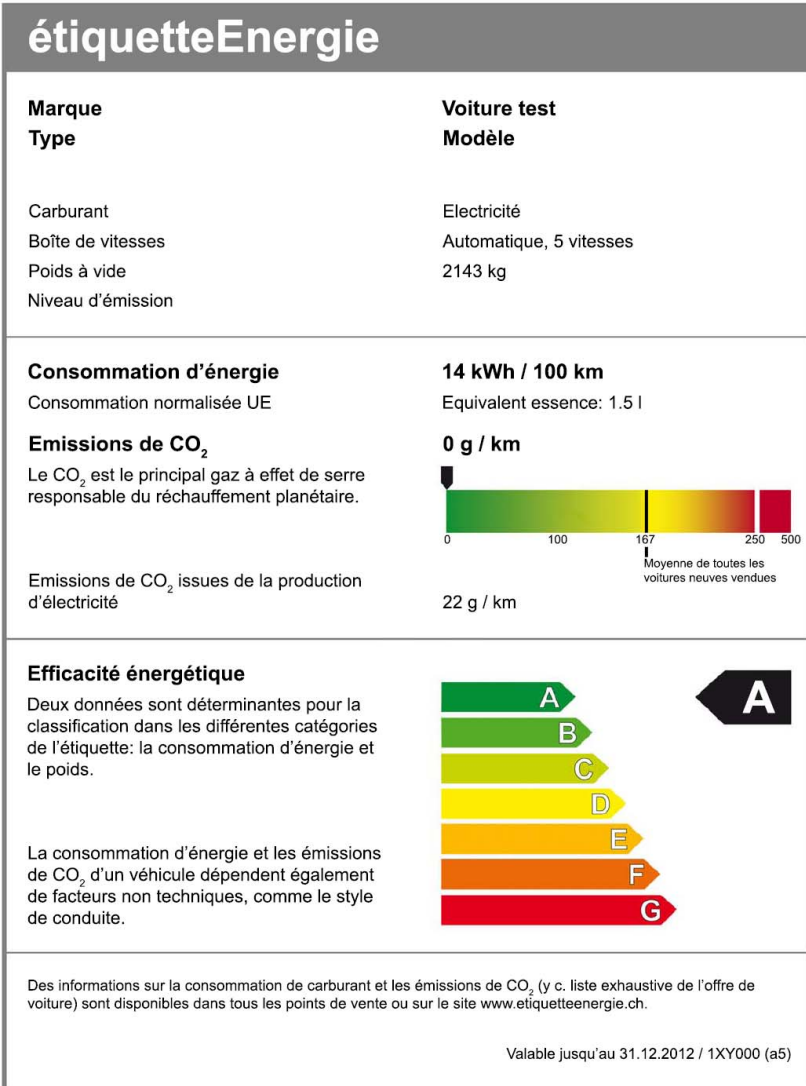 étiquetteEnergie
Marque Voiture test
Type Modèle
Carburant Electricité
Boîte de vitesses Automatique, 5 vitesses
Poids à vide 2143 kg
Niveau d'émission
Consommation d'énergie 14 kWh / 100 km
Consommation normalisée UE Equivalent essence: 1.5 l
Emissions de CO₂ 0 g / km
Le CO₂ est le principal gaz à effet de serre
responsable du réchauffement planétaire.
0 100 167 250 500
Moyenne de toutes les
voitures neuves vendues
Emissions de CO₂ issues de la production
d'électricité 22 g / km
Efficacité énergétique
Deux données sont déterminantes pour la
classification dans les différentes catégories
de l'étiquette: la consommation d'énergie et
le poids.
La consommation d'énergie et les émissions
de CO₂ d'un véhicule dépendent également
de facteurs non techniques, comme le style
de conduite.
A A
B
C
D
E
F
G
Des informations sur la consommation de carburant et les émissions de CO₂ (y c. liste exhaustive de l'offre de
voiture) sont disponibles dans tous les points de vente ou sur le site www.etiquetteenergie.ch.
Valable jusqu'au 31.12.2012 / 1XY000 (a5)